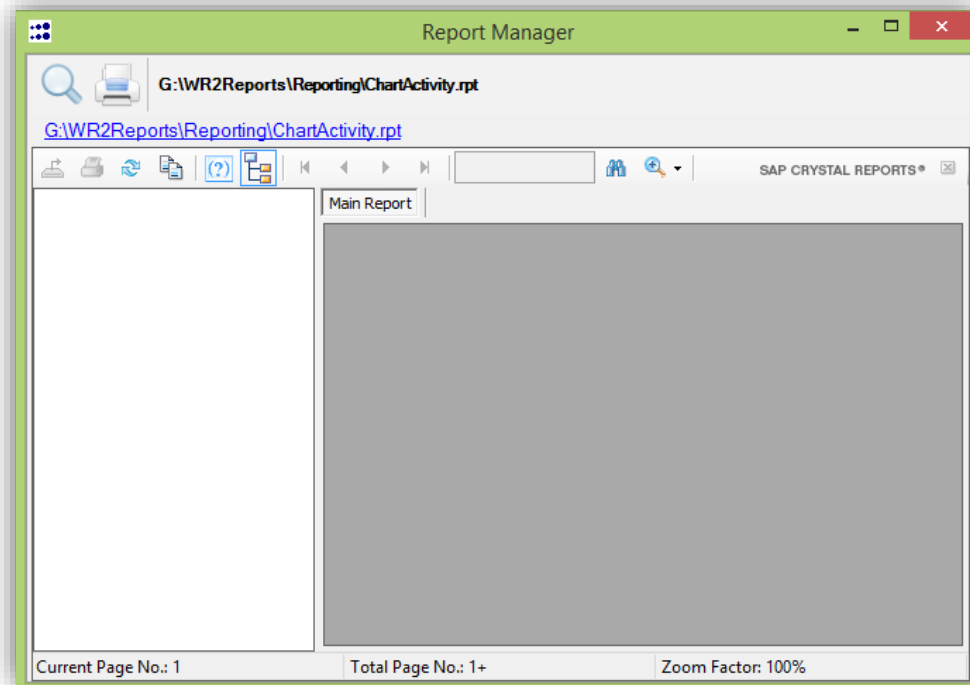 Report Manager
G:\WR2Reports\Reporting\ChartActivity.rpt
G:\WR2Reports\Reporting\ChartActivity.rpt
(?) SAP CRYSTAL REPORTS®
Main Report
Current Page No.: 1 Total Page No.: 1+ Zoom Factor: 100%